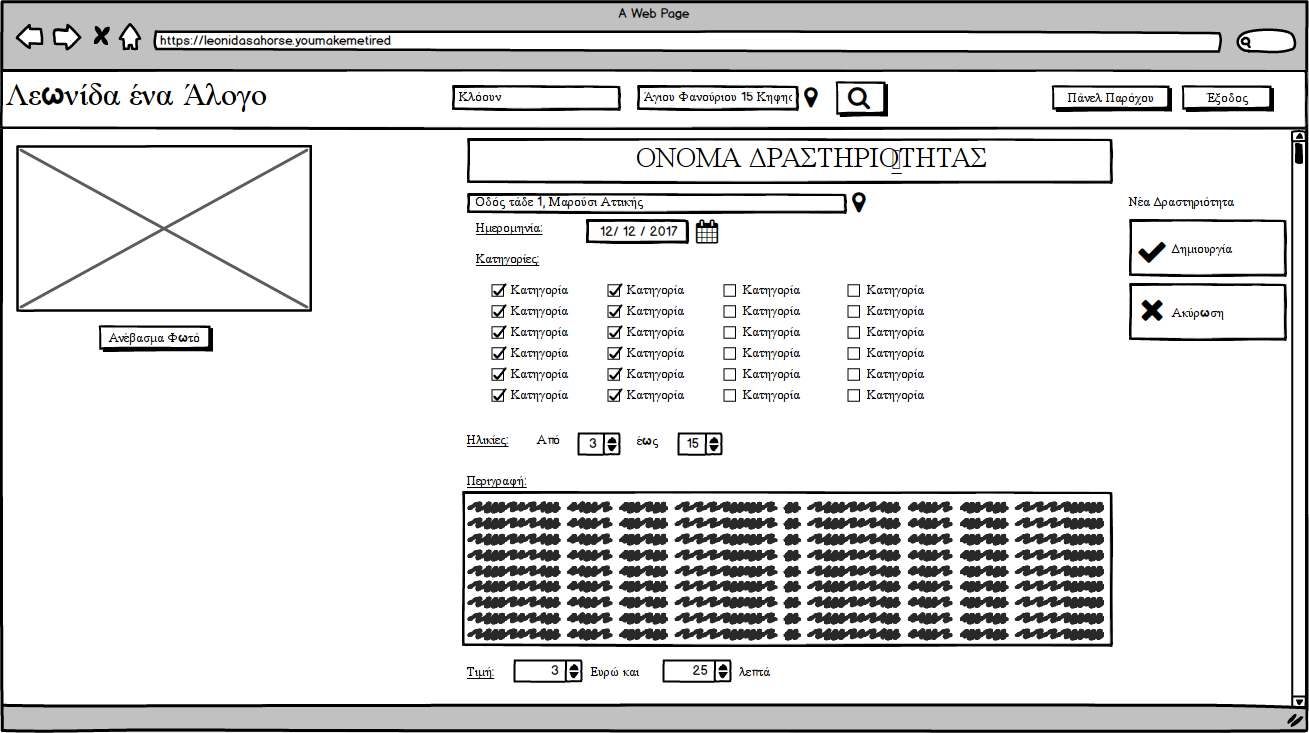 A Web Page
https://leonidasahorse.youmakemetired
Λεωνίδα ένα Άλογο
Κλόουν
Άγιου Φανούριου 15 Κηφησ
Πάνελ Παρόχου
Έξοδος
ΟΝΟΜΑ ΔΡΑΣΤΗΡΙΟΤΗΤΑΣ
Οδός τάδε 1, Μαρούσι Αττικής
Νέα Δραστηριότητα
Ημερομηνία:
12/ 12 / 2017
Δημιουργία
Κατηγορίες:
Κατηγορία Κατηγορία Κατηγορία Κατηγορία
Κατηγορία Κατηγορία Κατηγορία Κατηγορία
Ακύρωση
Κατηγορία Κατηγορία Κατηγορία Κατηγορία
Ανέβασμα Φωτό
Κατηγορία Κατηγορία Κατηγορία Κατηγορία
Κατηγορία Κατηγορία Κατηγορία Κατηγορία
Κατηγορία Κατηγορία Κατηγορία Κατηγορία
Ηλικίες: Από 3 έως 15
Περιγραφή:
Τιμή: 3 Ευρώ και 25 λεπτά